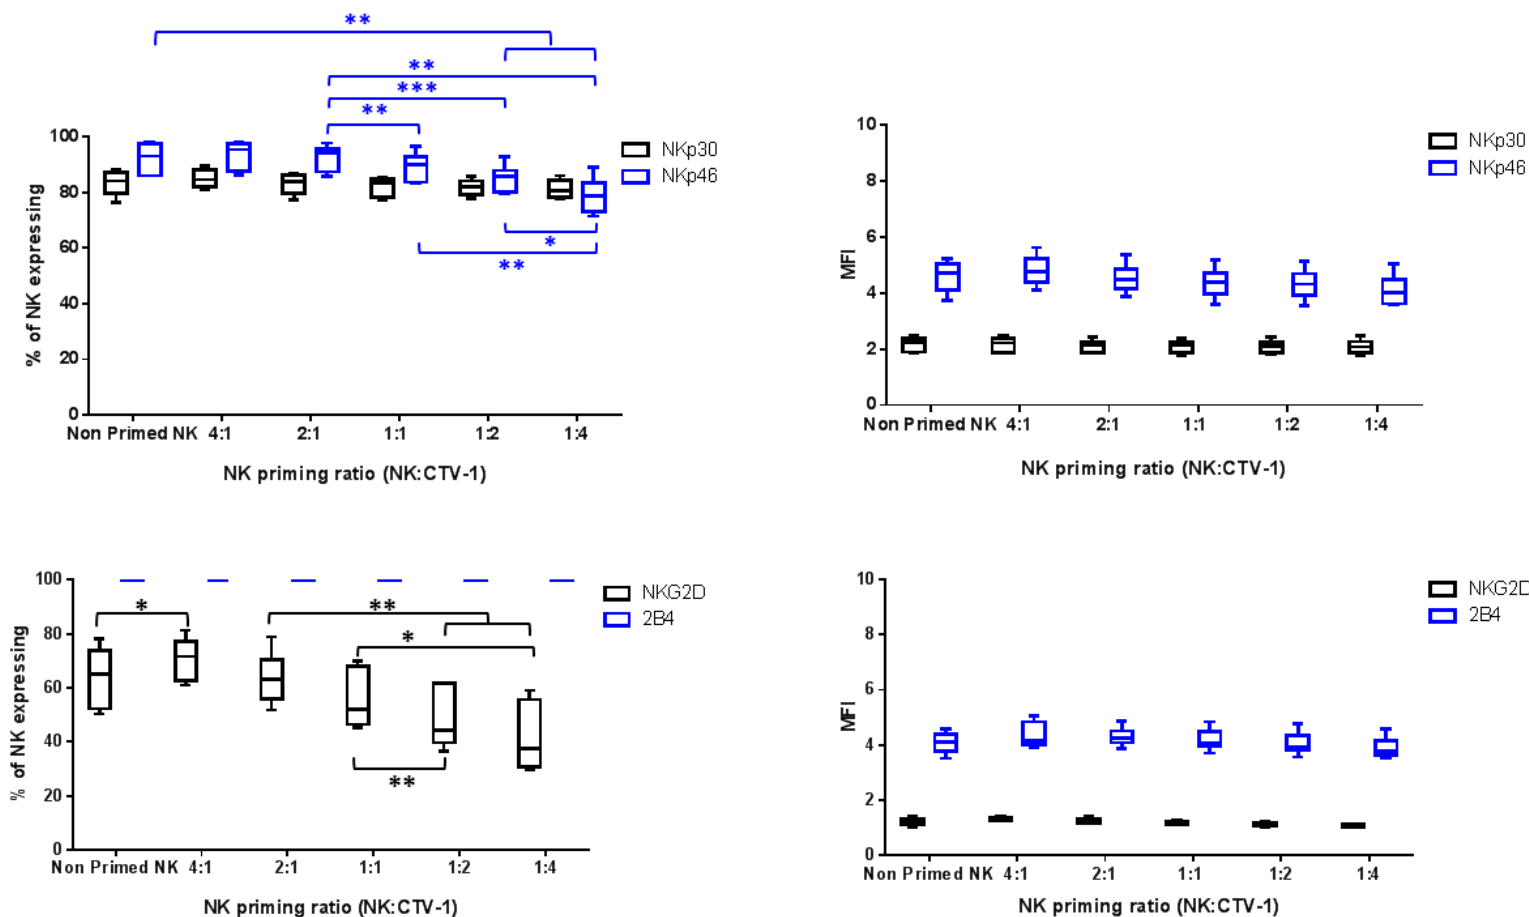 **
**
***
**
100
80
60
40
20
0
% of NK expressing
NKp30
NKp46
*
**
Non Primed NK 4:1 2:1 1:1 1:2 1:4
NK priming ratio (NK:CTV-1)
10
8
6
4
2
0
MFI
NKp30
NKp46
Non Primed NK 4:1 2:1 1:1 1:2 1:4
NK priming ratio (NK:CTV-1)
100
80
60
40
20
0
% of NK expressing
NKG2D
2B4
*
**
*
**
Non Primed NK 4:1 2:1 1:1 1:2 1:4
NK priming ratio (NK:CTV-1)
10
8
6
4
2
0
MFI
NKG2D
2B4
Non Primed NK 4:1 2:1 1:1 1:2 1:4
NK priming ratio (NK:CTV-1)